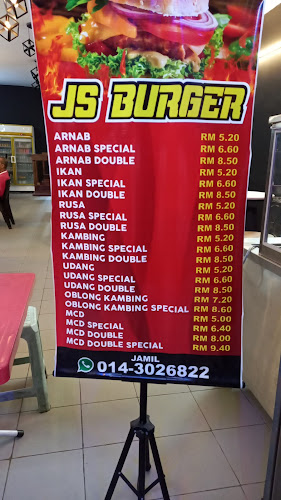 JS BURGER
ARNAB RM 5.20
ARNAB SPECIAL RM 6.60
ARNAB DOUBLE RM 8.50
IKAN RM 5.20
IKAN SPECIAL RM 6.60
IKAN DOUBLE RM 8.50
RUSA RM 5.20
RUSA SPECIAL RM 6.60
RUSA DOUBLE RM 8.50
KAMBING RM 5.20
KAMBING SPECIAL RM 6.60
KAMBING DOUBLE RM 8.50
UDANG RM 5.20
UDANG SPECIAL RM 6.60
UDANG DOUBLE RM 8.50
OBLONG KAMBING RM 7.20
OBLONG KAMBING SPECIAL RM 8.60
MCD RM 5.00
MCD SPECIAL RM 6.40
MCD DOUBLE RM 8.00
MCD DOUBLE SPECIAL RM 9.40
JAMIL
014-3026822